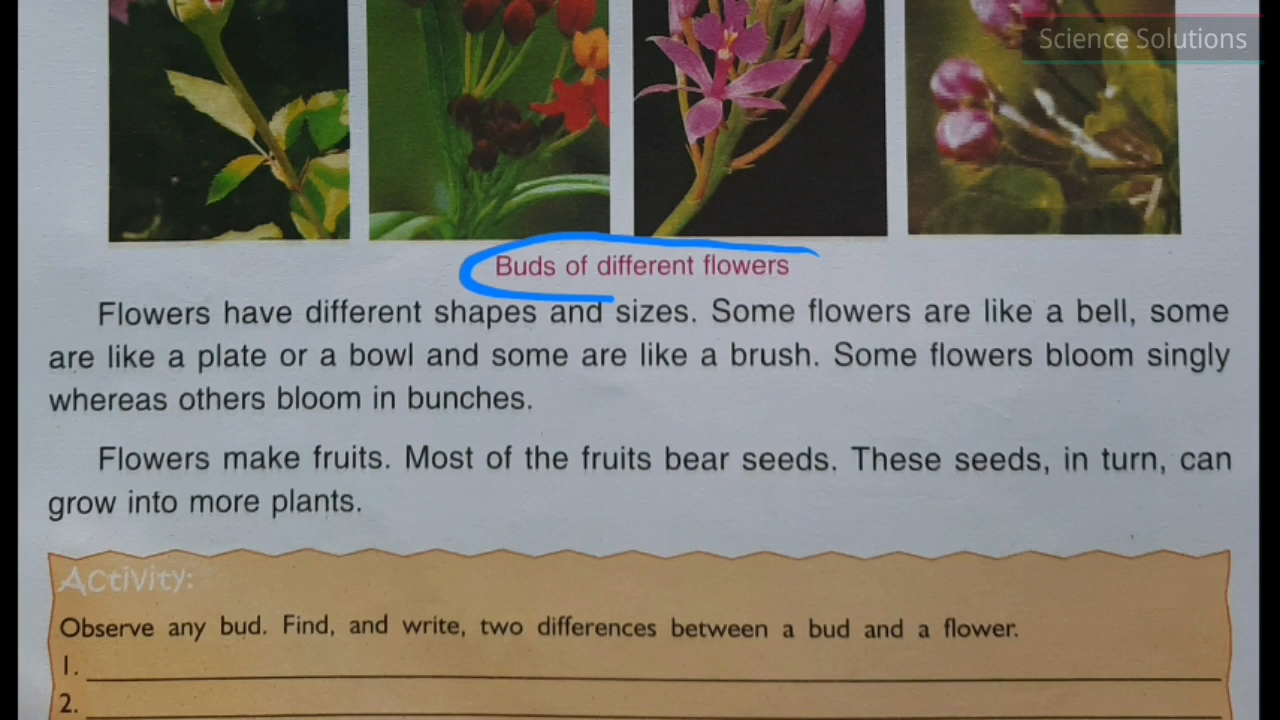 Science Solutions
Buds of different flowers
Flowers have different shapes and sizes. Some flowers are like a bell, some
are like a plate or a bowl and some are like a brush. Some flowers bloom singly
whereas others bloom in bunches.
Flowers make fruits. Most of the fruits bear seeds. These seeds, in turn, can
grow into more plants.
Activity:
Observe any bud. Find, and write, two differences between a bud and a flower.
1.
2.